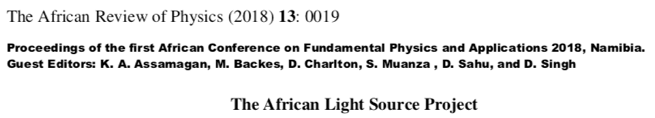 The African Review of Physics (2018) 13: 0019
Proceedings of the first African Conference on Fundamental Physics and Applications 2018, Namibia.
Guest Editors: K. A. Assamagan, M. Backes, D. Charlton, S. Muanza , D. Sahu, and D. Singh
The African Light Source Project